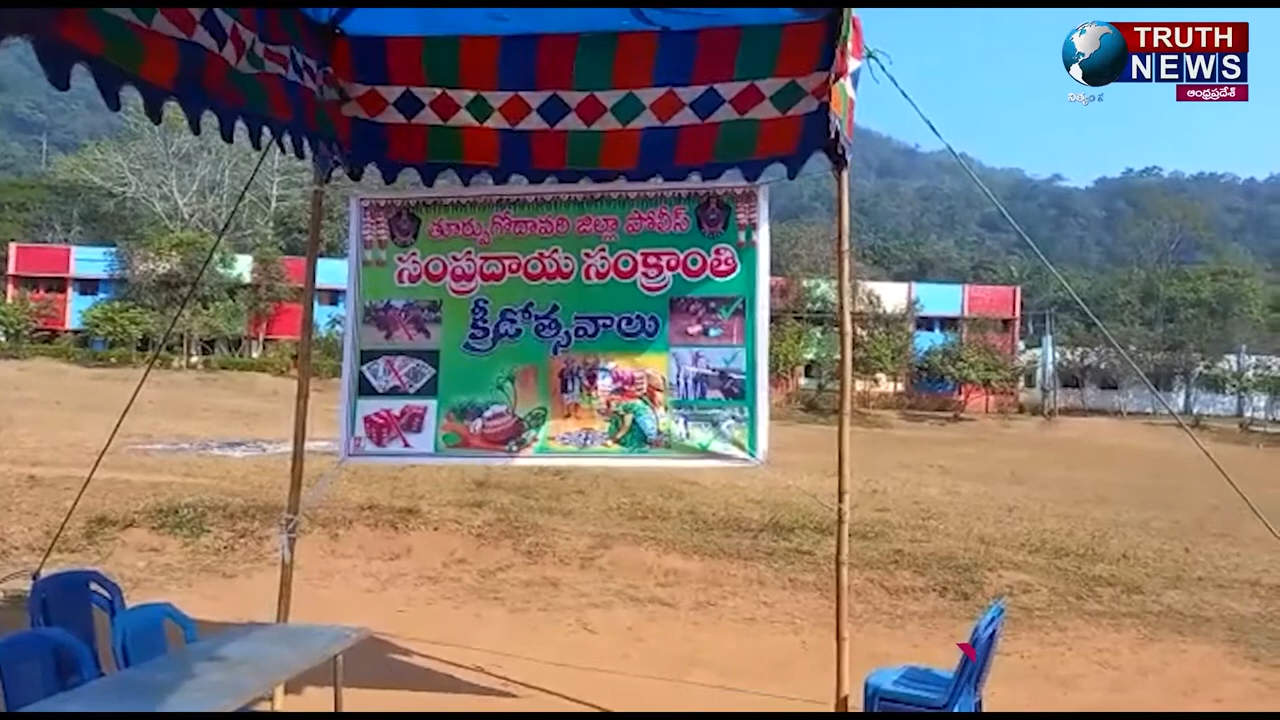 TRUTH
NEWS
నిత్యం న
ఆంధ్రప్రదేశ్
తూర్పుగోదావరి జిల్లా పోలీస్
సంప్రదాయ సంక్రాంతి
క్రీడోత్సవాలు